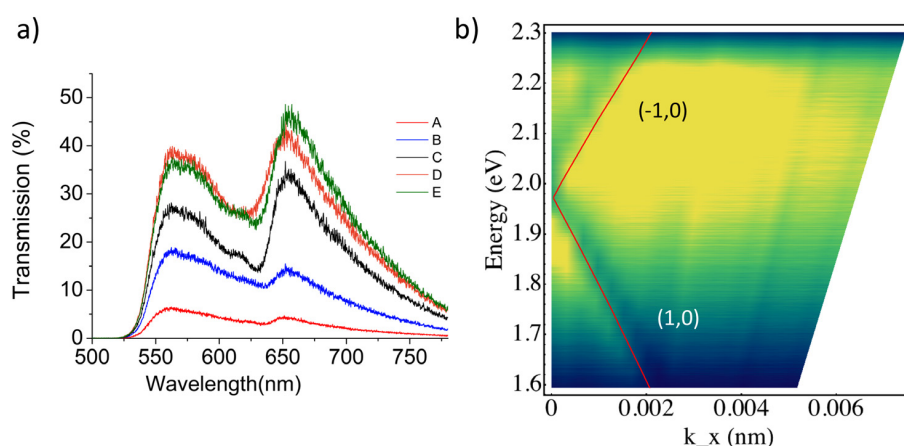 a)
Transmission (%)
50
40
30
20
10
0
500
550
600
650
700
750
Wavelength(nm)
A
B
C
D
E
b)
Energy (eV)
2.3
2.2
2.1
2.0
1.9
1.8
1.7
1.6
(-1,0)
(1,0)
0
0.002
0.004
0.006
k_x (nm)